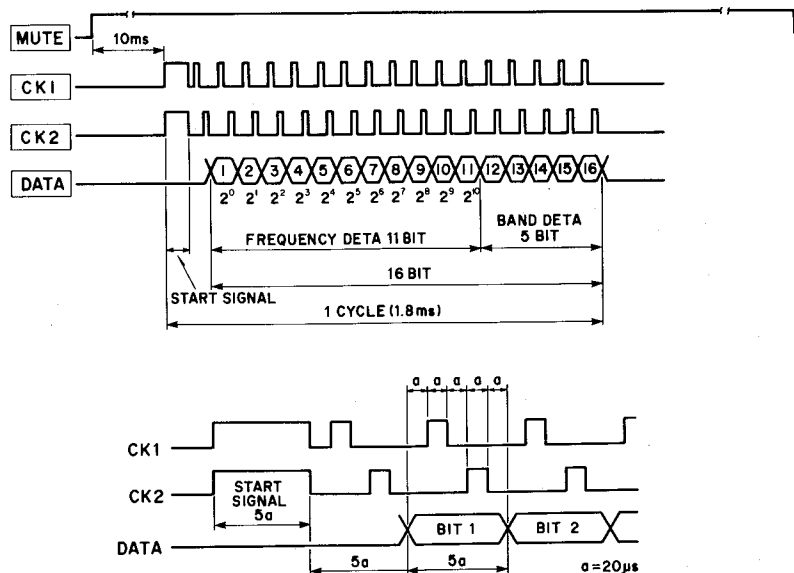 MUTE
10ms
CK1
CK2
DATA
1 2 3 4 5 6 7 8 9 10 11 12 13 14 15 16
2⁰ 2¹ 2² 2³ 2⁴ 2⁵ 2⁶ 2⁷ 2⁸ 2⁹ 2¹⁰
FREQUENCY DETA 11 BIT
BAND DETA
5 BIT
16 BIT
START SIGNAL
1 CYCLE (1.8ms)
a a a a a
CK1
CK2
START
SIGNAL
5a
DATA
BIT 1
BIT 2
5a
5a
a=20μs